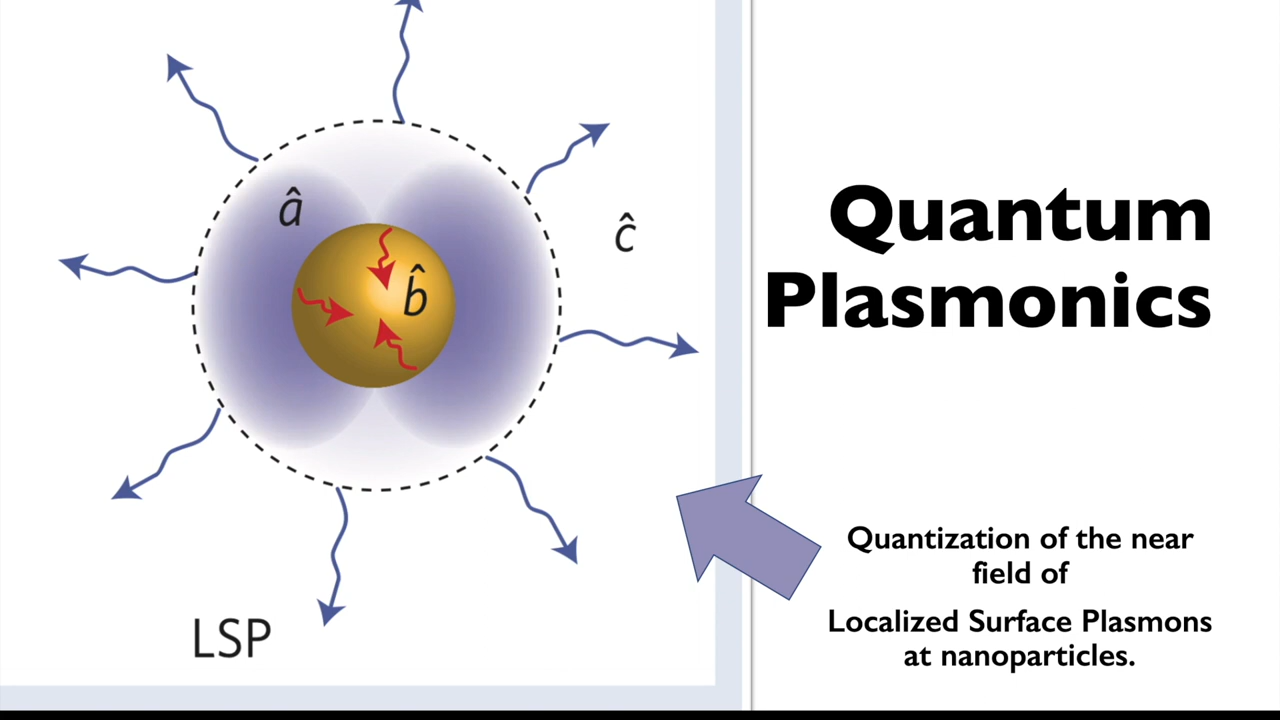 â
b̂
ĉ
LSP
Quantum
Plasmonics
Quantization of the near
field of
Localized Surface Plasmons
at nanoparticles.